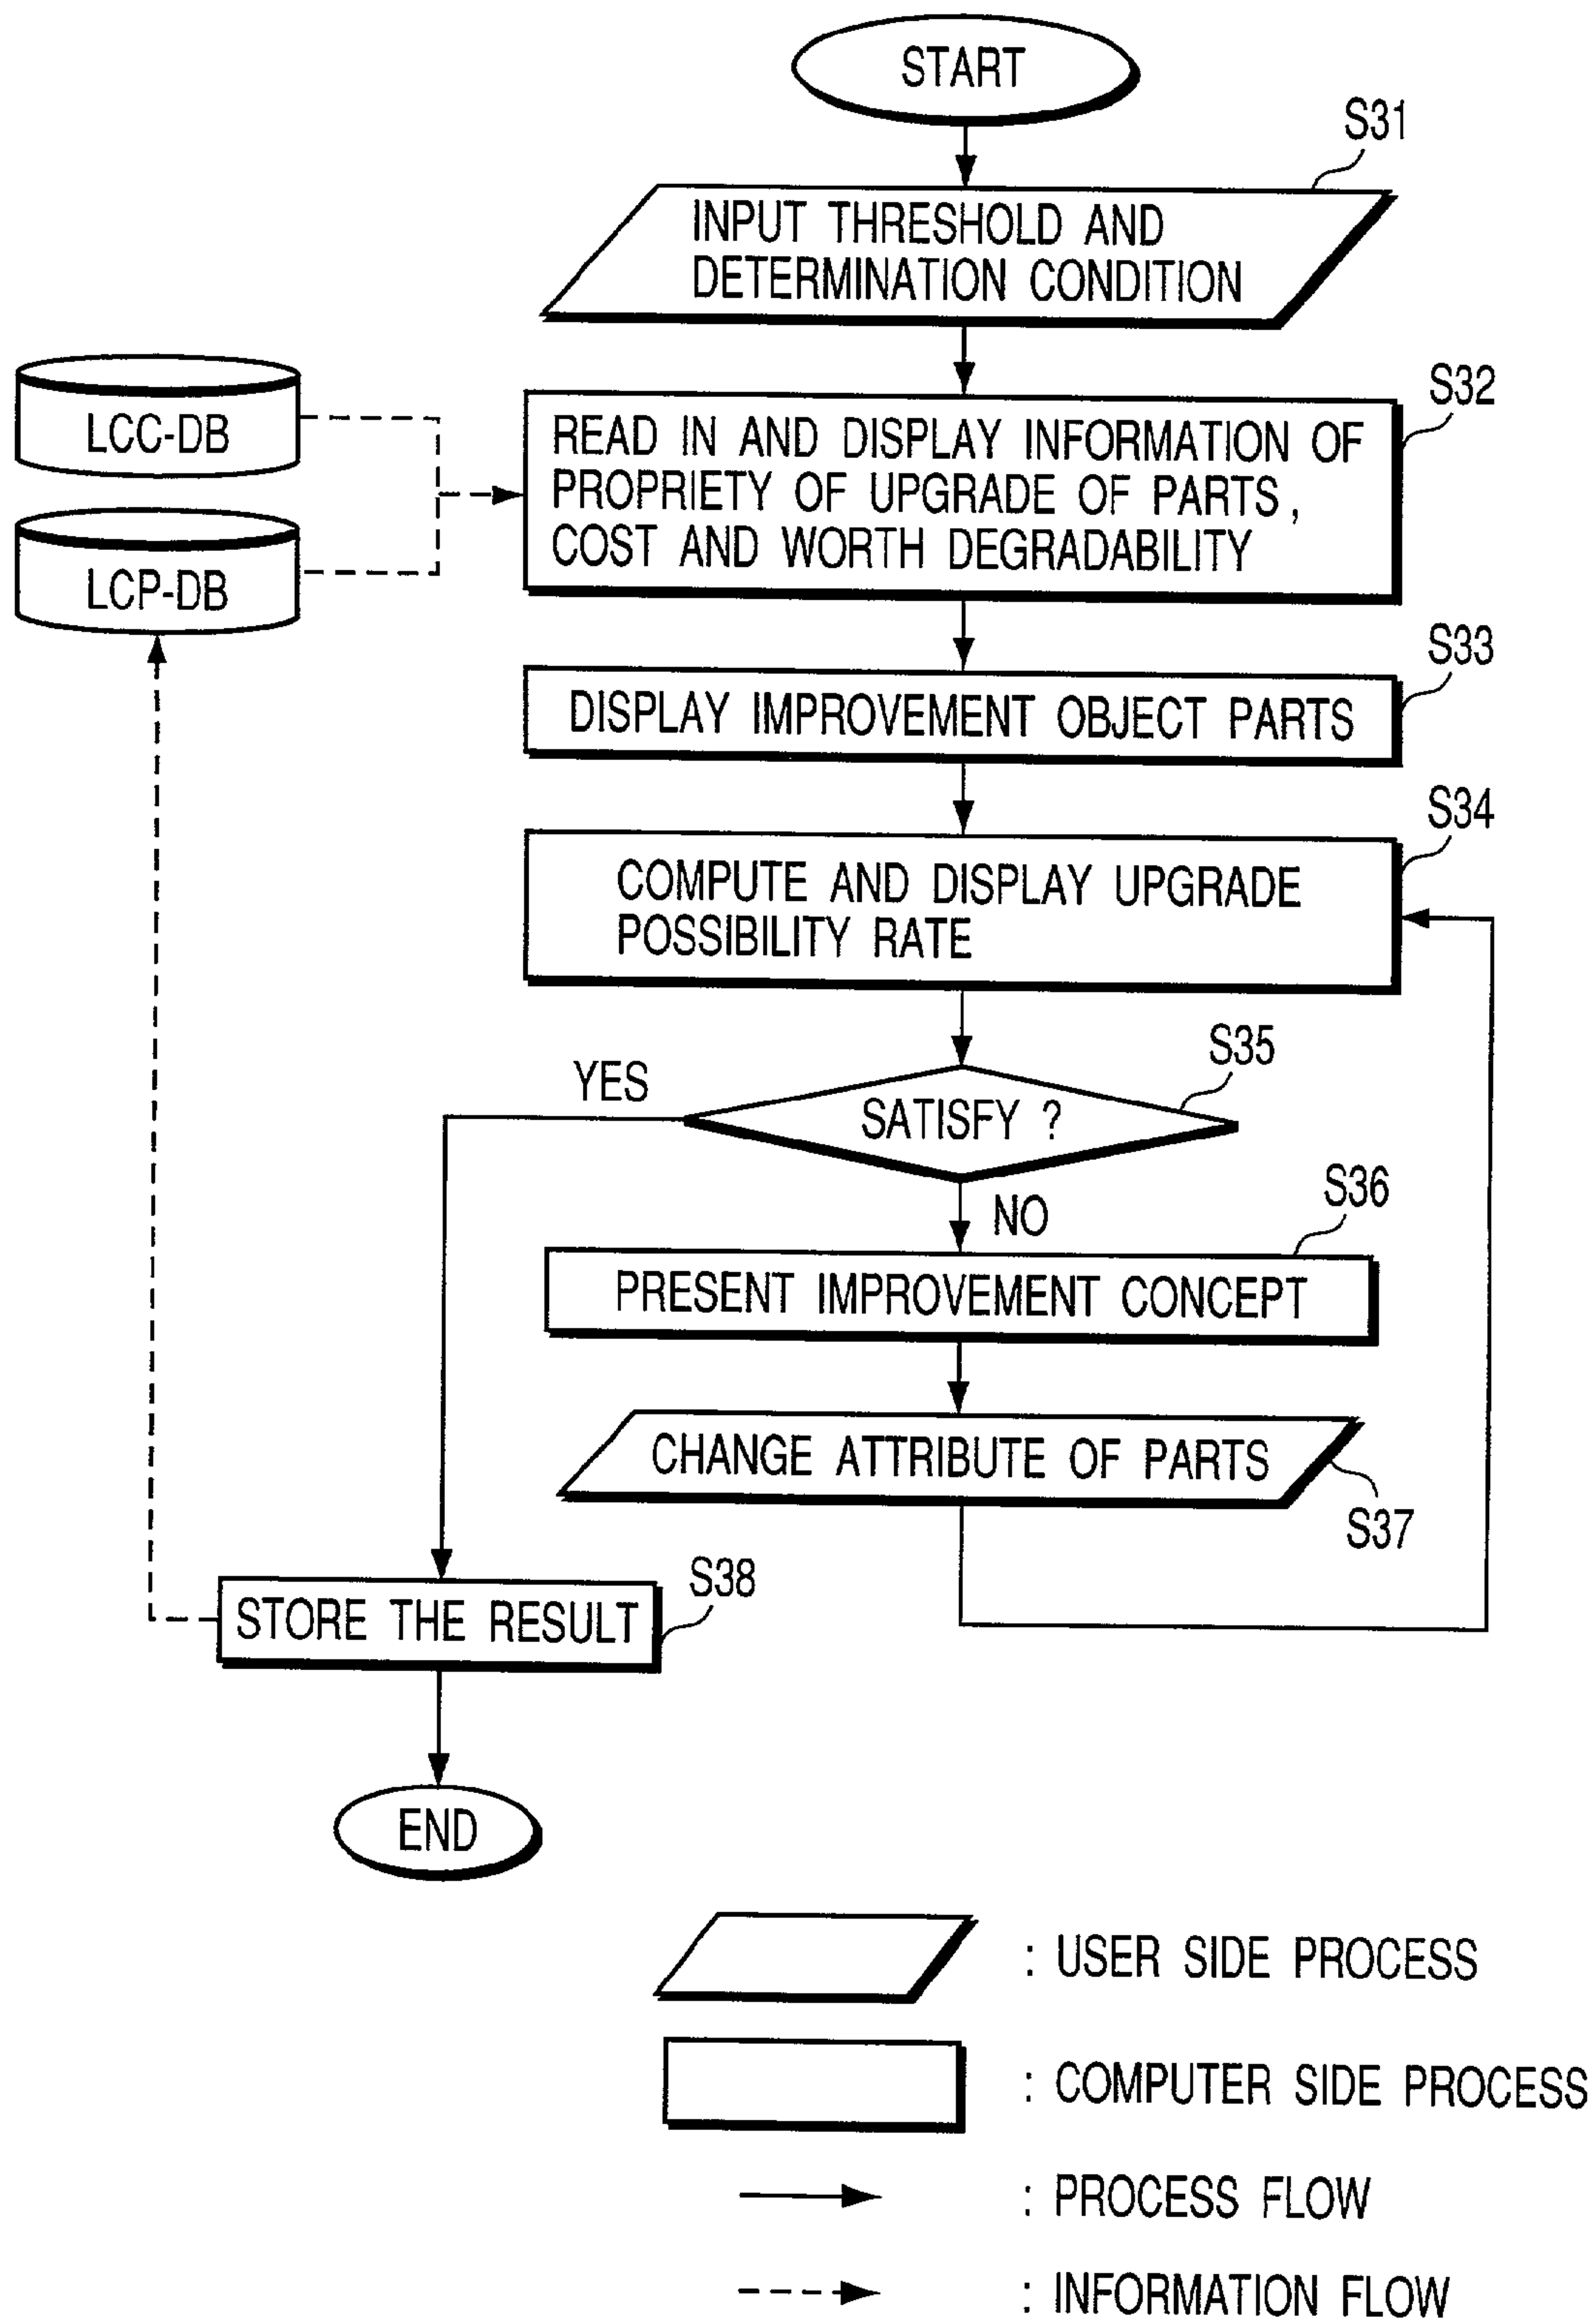 START
S31
INPUT THRESHOLD AND
DETERMINATION CONDITION
LCC-DB
LCP-DB
S32
READ IN AND DISPLAY INFORMATION OF
PROPRIETY OF UPGRADE OF PARTS,
COST AND WORTH DEGRADABILITY
S33
DISPLAY IMPROVEMENT OBJECT PARTS
S34
COMPUTE AND DISPLAY UPGRADE
POSSIBILITY RATE
S35
YES
SATISFY ?
NO
S36
PRESENT IMPROVEMENT CONCEPT
CHANGE ATTRIBUTE OF PARTS
S37
S38
STORE THE RESULT
END
: USER SIDE PROCESS
: COMPUTER SIDE PROCESS
: PROCESS FLOW
: INFORMATION FLOW